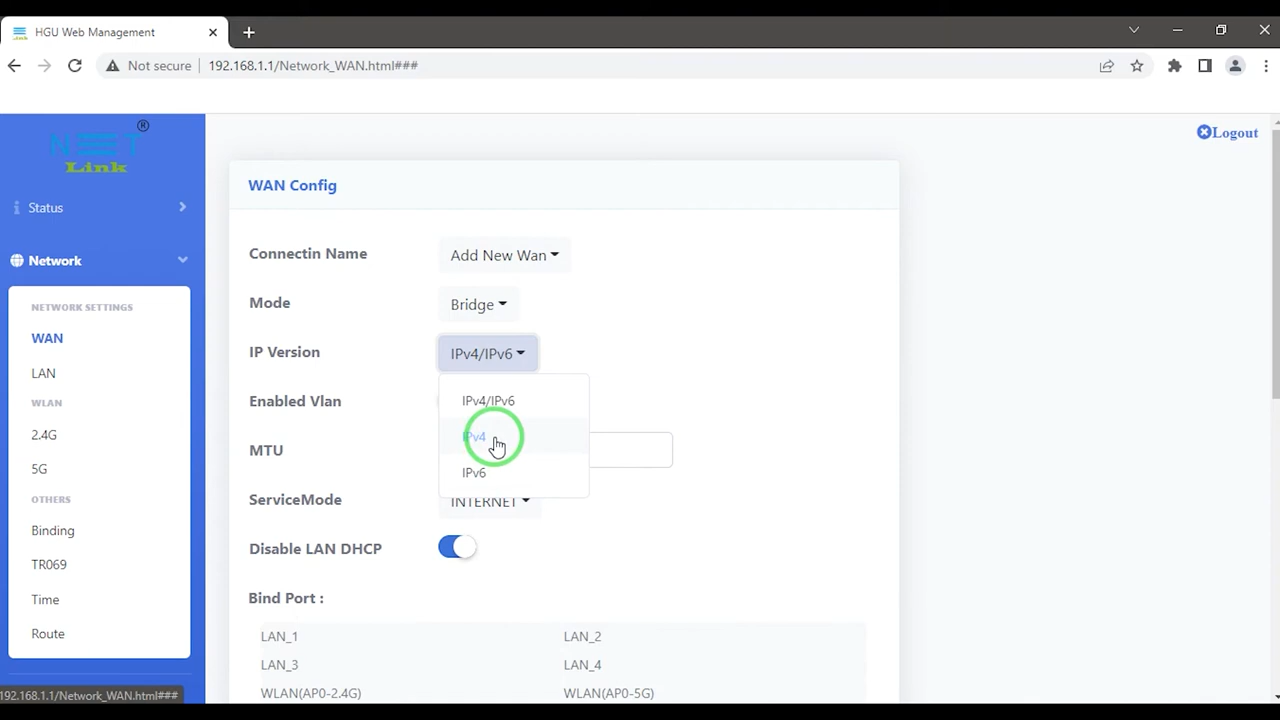 HGU Web Management
Not secure 192.168.1.1/Network_WAN.html###
NET
Link
®
Logout
Status
Network
NETWORK SETTINGS
WAN
LAN
WLAN
2.4G
5G
OTHERS
Binding
TR069
Time
Route
WAN Config
Connectin Name Add New Wan
Mode Bridge
IP Version IPv4/IPv6
IPv4/IPv6
IPv4
IPv6
Enabled Vlan
MTU
ServiceMode INTERNET
Disable LAN DHCP
Bind Port :
LAN_1 LAN_2
LAN_3 LAN_4
WLAN(AP0-2.4G) WLAN(AP0-5G)
192.168.1.1/Network_WAN.html###